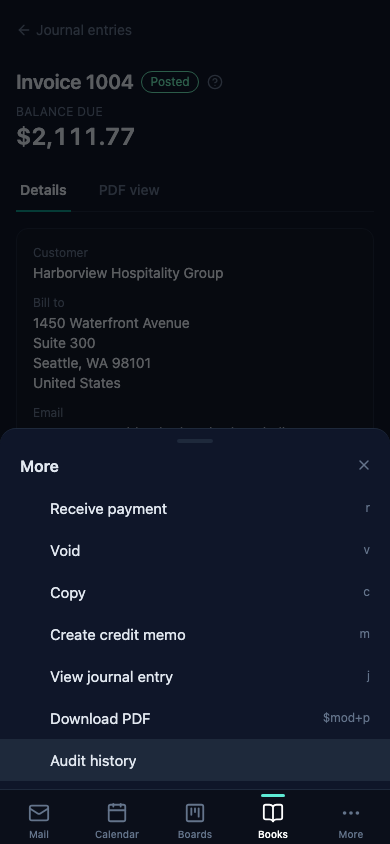 Journal entries
Invoice 1004 Posted
BALANCE DUE
$2,111.77
Details PDF view
Customer
Harborview Hospitality Group
Bill to
1450 Waterfront Avenue
Suite 300
Seattle, WA 98101
United States
Email
More
Receive payment r
Void v
Copy c
Create credit memo m
View journal entry j
Download PDF $mod+p
Audit history
Mail Calendar Boards Books More